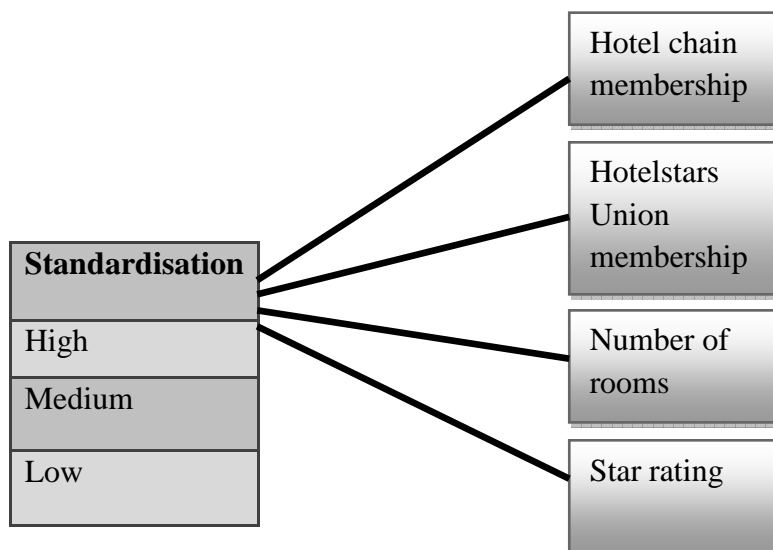 Standardisation
High
Medium
Low
Hotel chain
membership
Hotelstars
Union
membership
Number of
rooms
Star rating